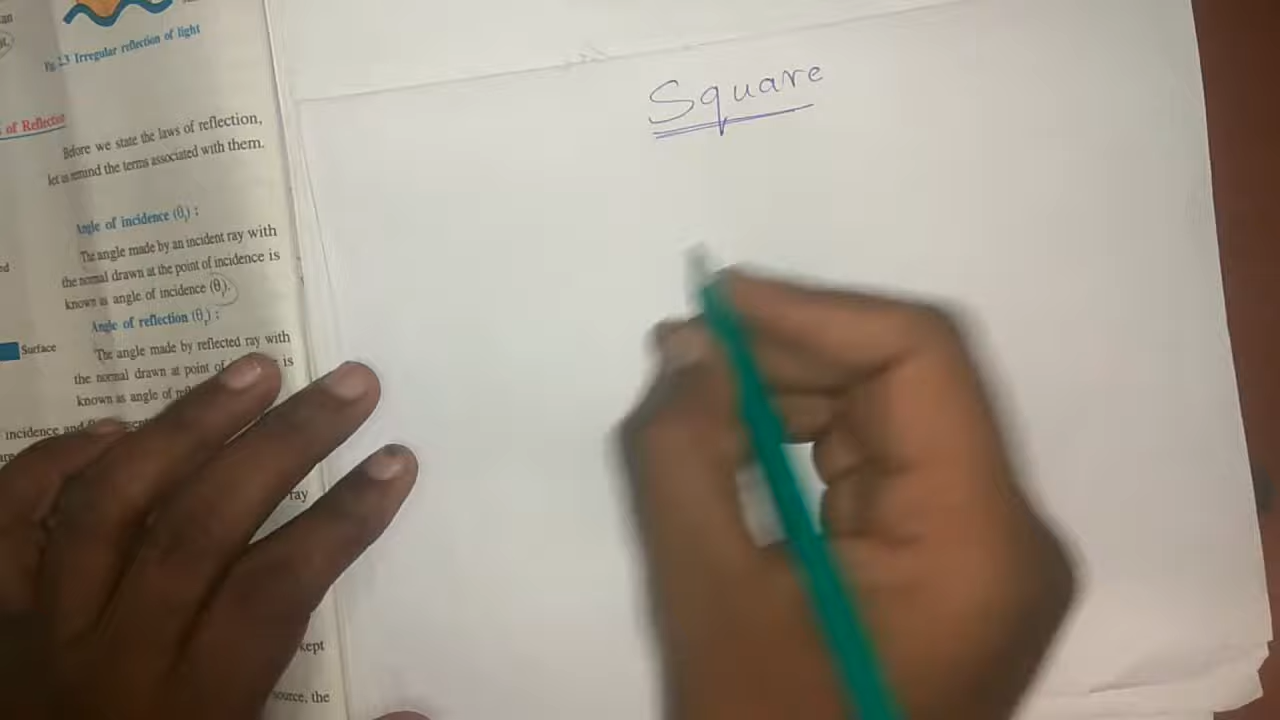 an
Fig 2.3 Irregular reflection of light
of Reflection
Before we state the laws of reflection,
let us remind the terms associated with them.
Angle of incidence (θi) :
The angle made by an incident ray with
the normal drawn at the point of incidence is
known as angle of incidence (θi).
Angle of reflection (θr) :
Surface
The angle made by reflected ray with
the normal drawn at point of is
known as angle of
incidence and
ray
kept
source, the
Square